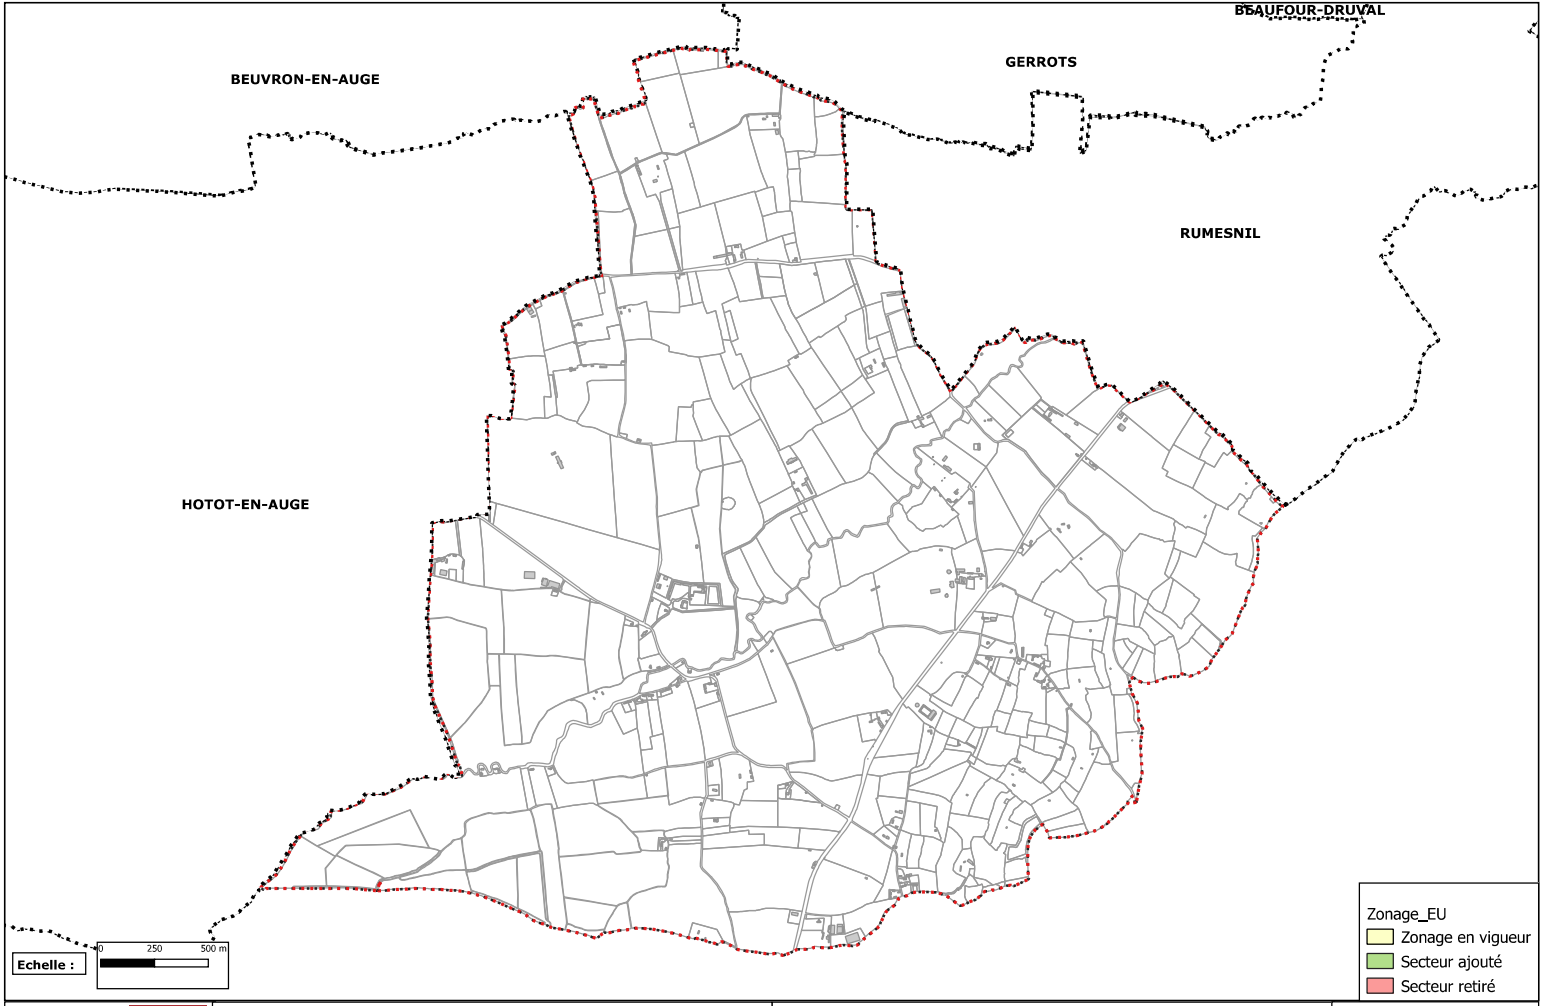 BEAUFOUR-DRUVAL
GERROTS
BEUVRON-EN-AUGE
RUMESNIL
HOTOT-EN-AUGE
Echelle :
0 250 500 m
Zonage_EU
Zonage en vigueur
Secteur ajouté
Secteur retiré